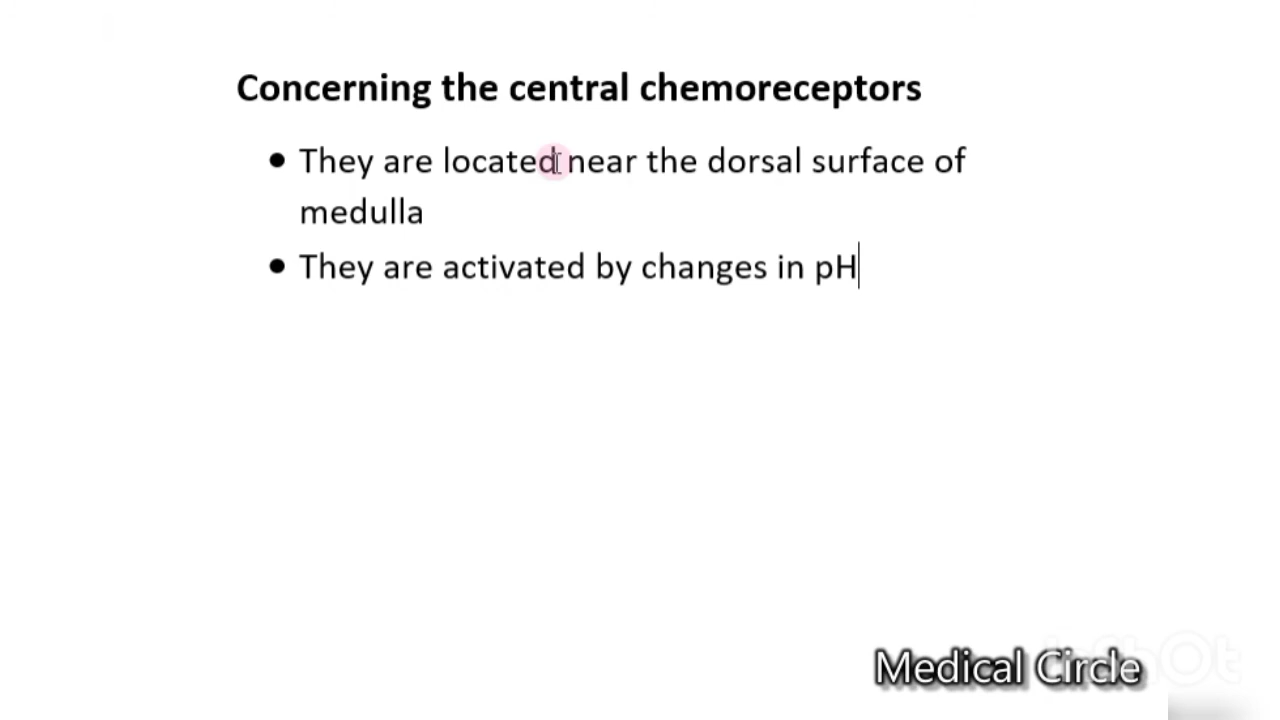 Concerning the central chemoreceptors
• They are located near the dorsal surface of
medulla
• They are activated by changes in pH
Medical Circle